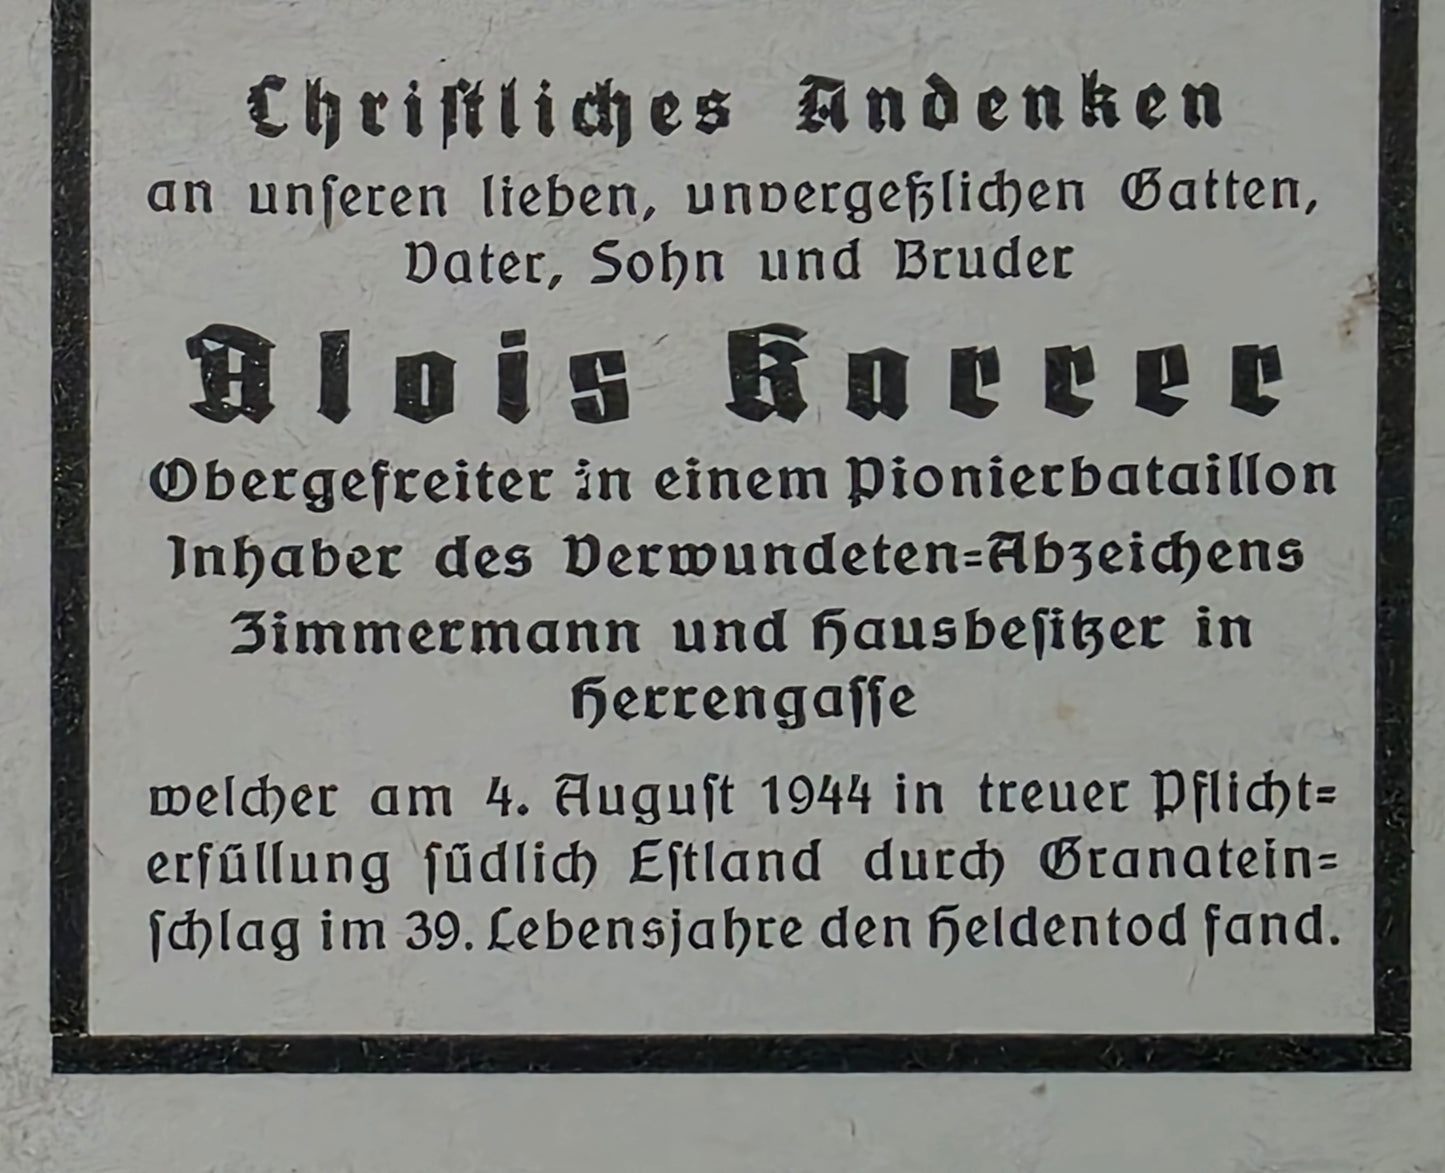 Christliches Andenken
an unseren lieben, unvergeßlichen Gatten,
Vater, Sohn und Bruder
Alois Karrer
Obergefreiter in einem Pionierbataillon
Inhaber des Verwundeten=Abzeichens
Zimmermann und Hausbesitzer in
Herrengasse
welcher am 4. August 1944 in treuer Pflicht=
erfüllung südlich Estland durch Granatein=
schlag im 39. Lebensjahre den Heldentod fand.